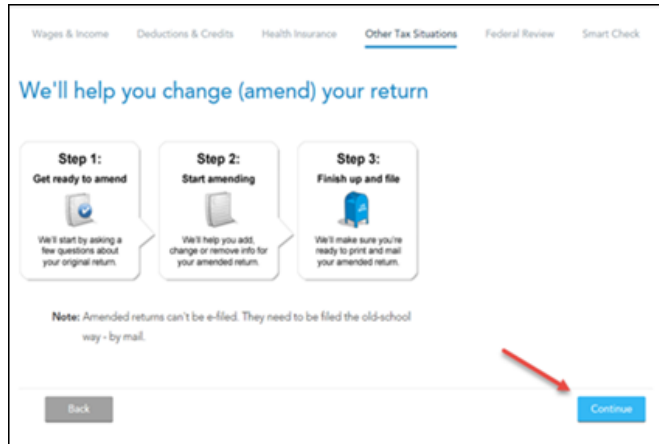 Wages & Income Deductions & Credits Health Insurance Other Tax Situations Federal Review Smart Check
We'll help you change (amend) your return
Step 1:
Get ready to amend
We'll start by asking a
few questions about
your original return.
Step 2:
Start amending
We'll help you add,
change or remove info for
your amended return.
Step 3:
Finish up and file
We'll make sure you're
ready to print and mail
your amended return.
Note: Amended returns can't be e-filed. They need to be filed the old-school
way - by mail.
Back Continue